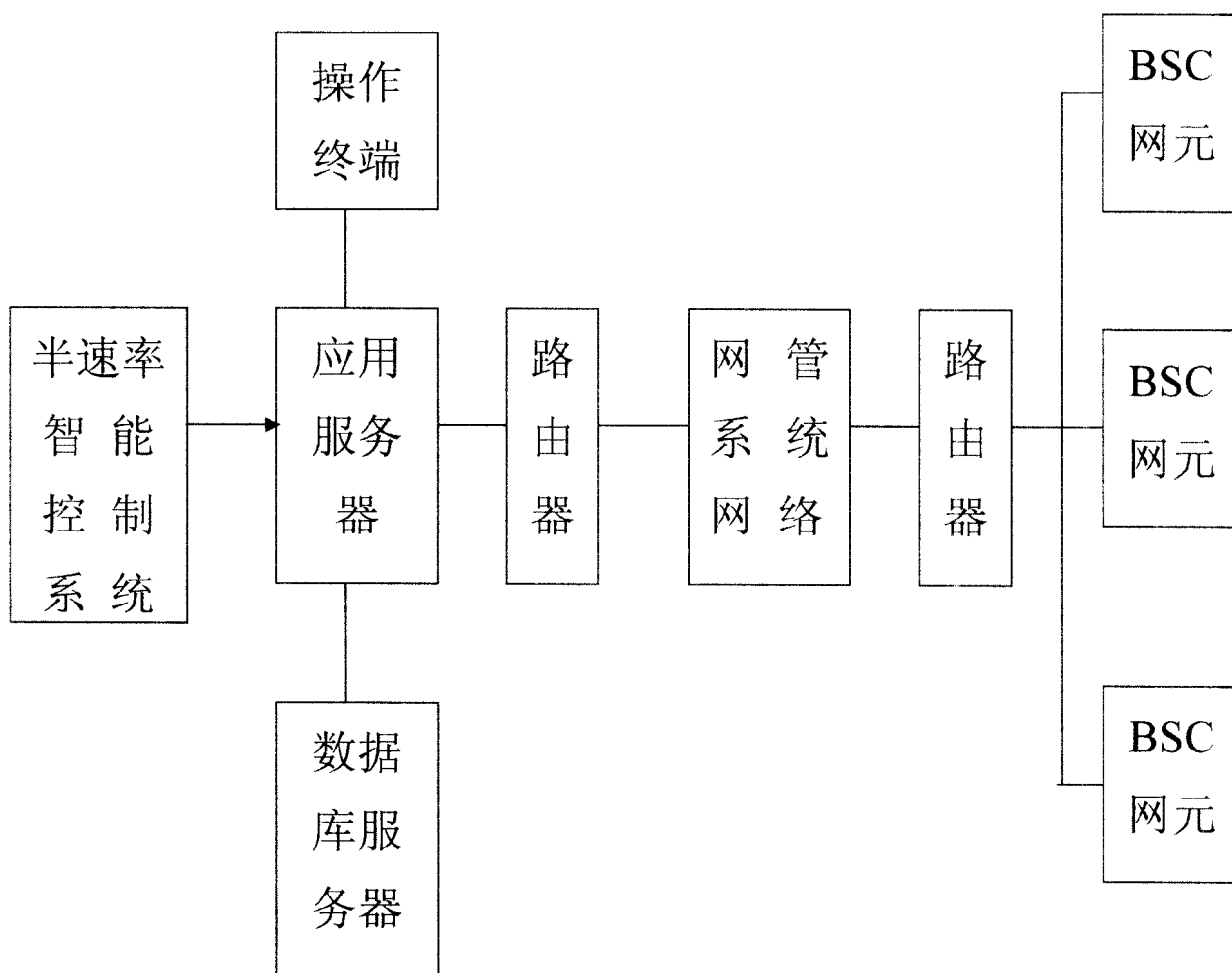 操作
终端
BSC
网元
半速率
智 能
控 制
系 统
应用
服务
器
路
由
器
网 管
系 统
网 络
路
由
器
BSC
网元
数据
库服
务器
BSC
网元